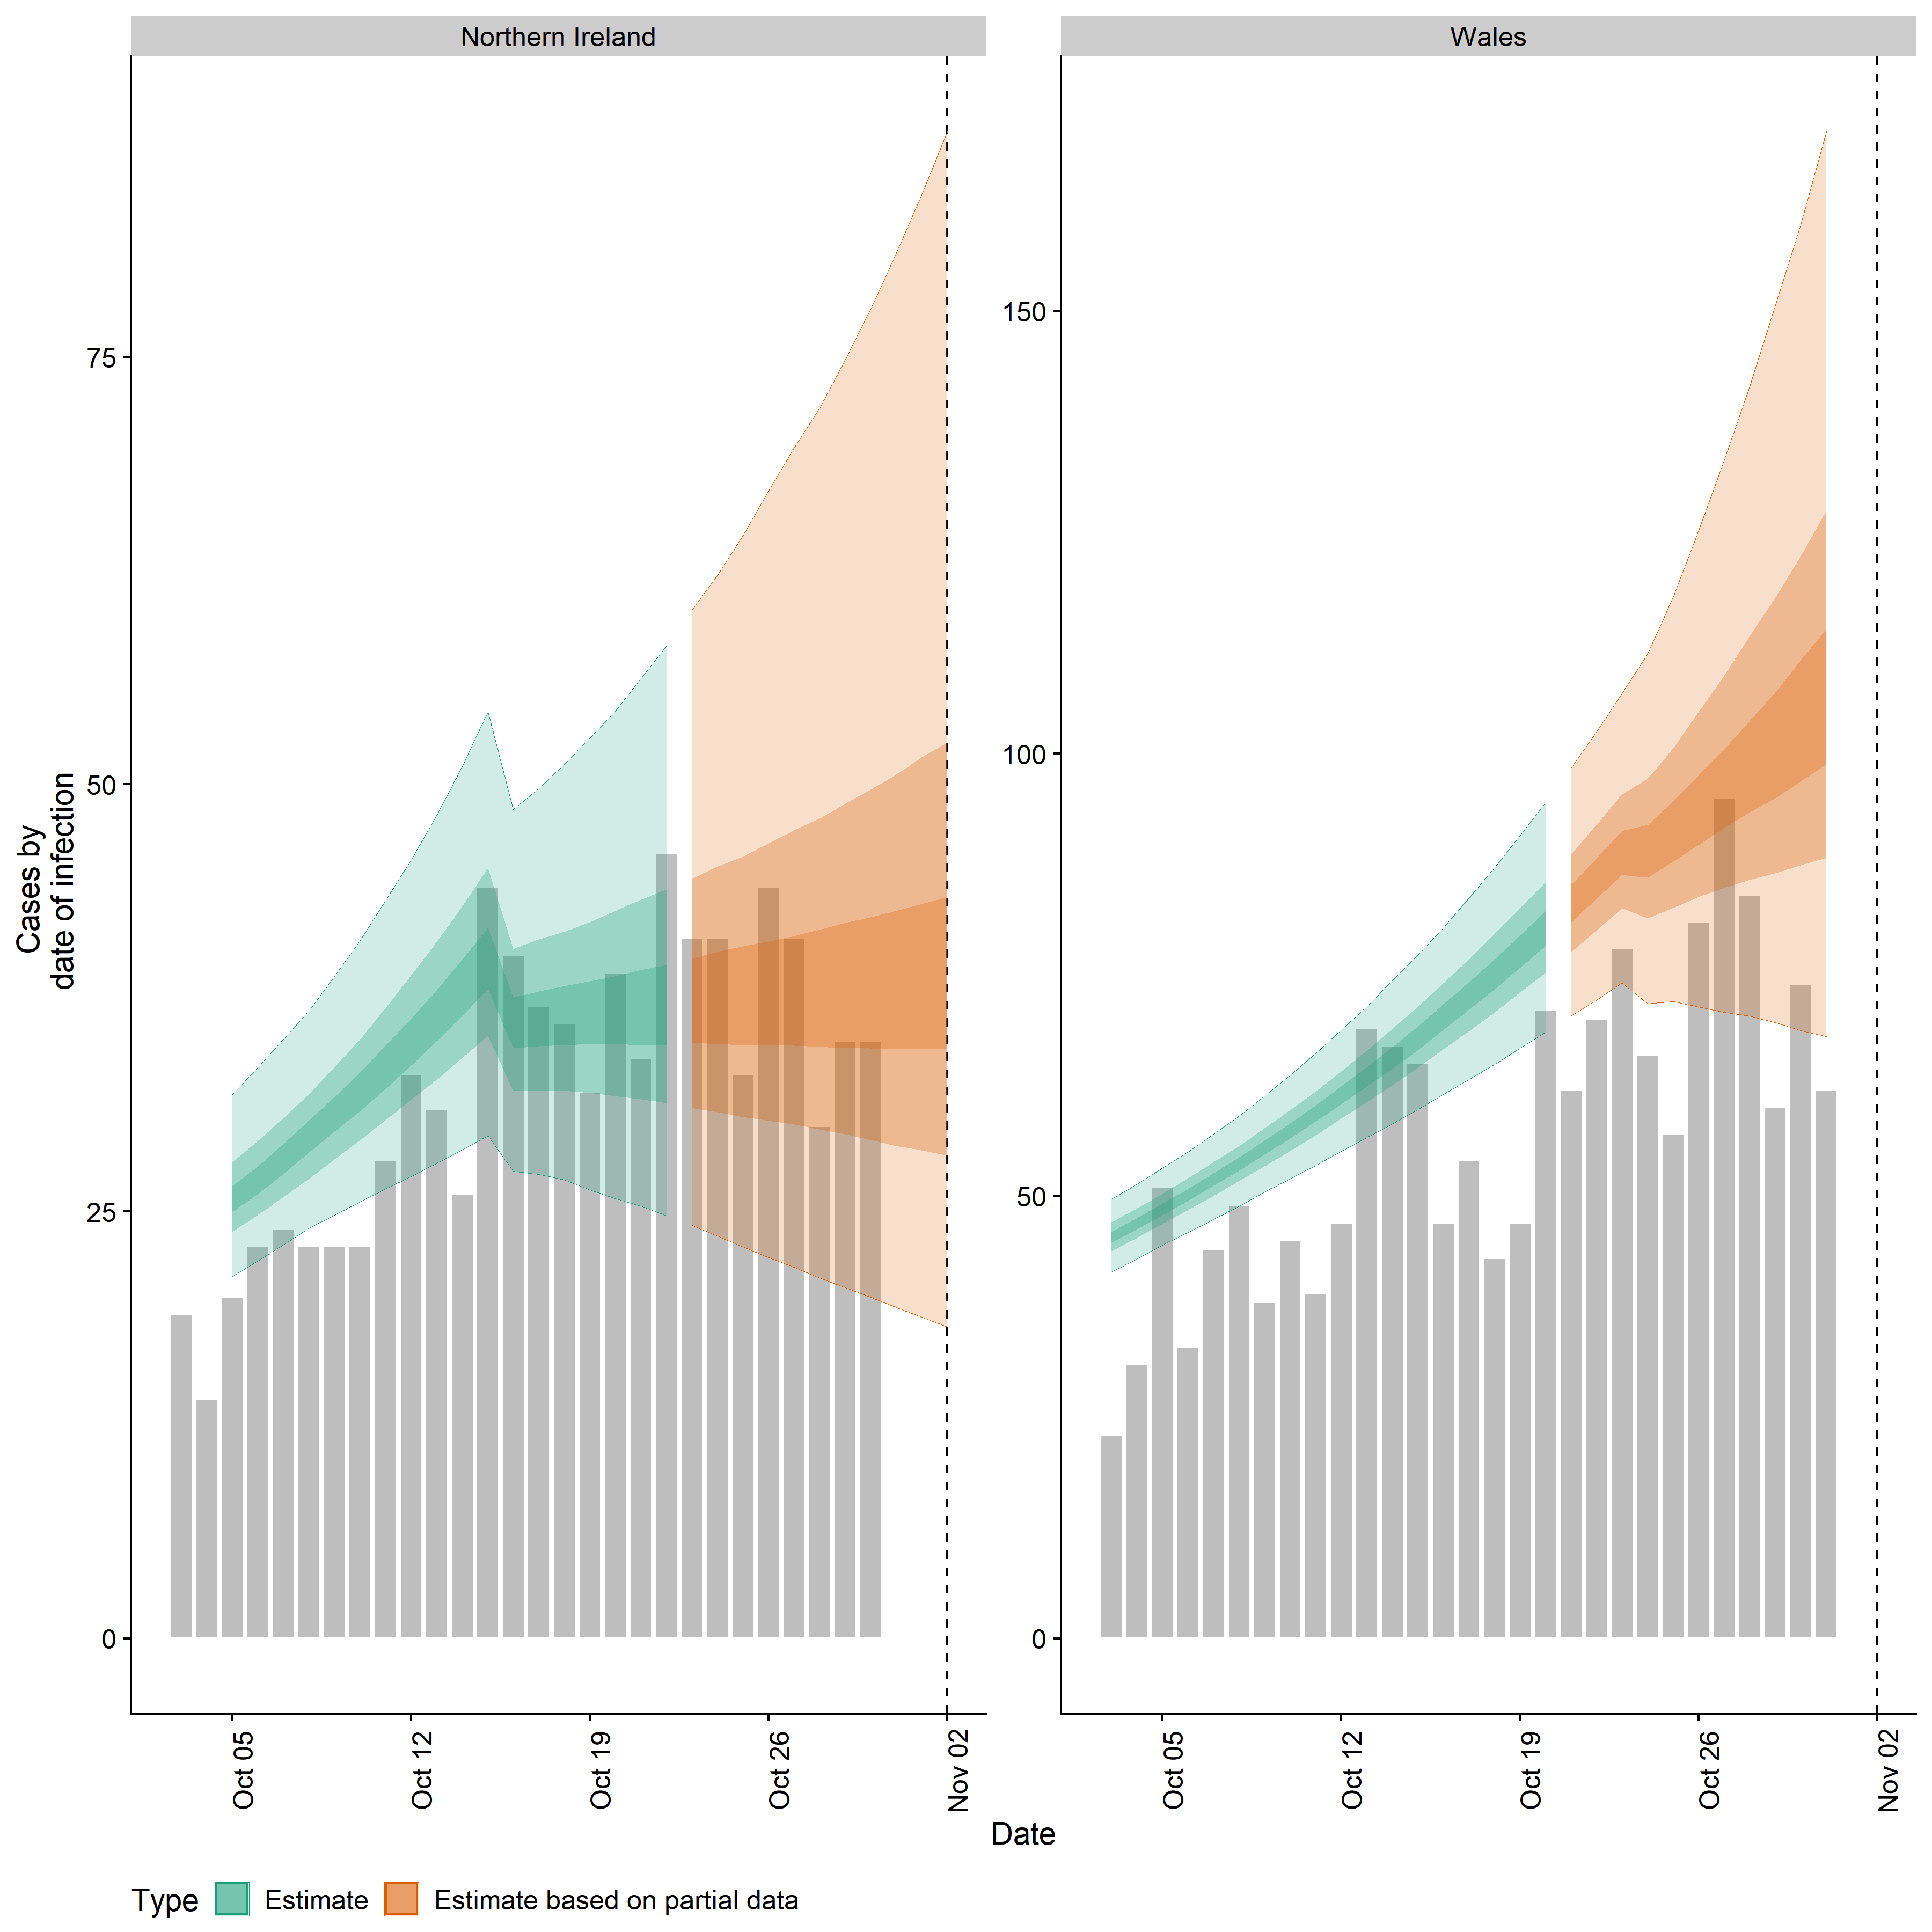 Northern Ireland
Wales
Cases by
date of infection
75
50
25
0
150
100
50
0
Oct 05
Oct 12
Oct 19
Oct 26
Nov 02
Oct 05
Oct 12
Oct 19
Oct 26
Nov 02
Date
Type Estimate Estimate based on partial data